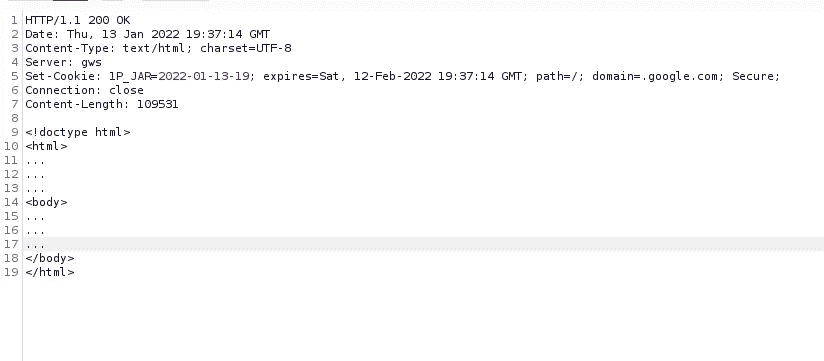 1 HTTP/1.1 200 OK
2 Date: Thu, 13 Jan 2022 19:37:14 GMT
3 Content-Type: text/html; charset=UTF-8
4 Server: gws
5 Set-Cookie: 1P_JAR=2022-01-13-19; expires=Sat, 12-Feb-2022 19:37:14 GMT; path=/; domain=.google.com; Secure;
6 Connection: close
7 Content-Length: 109531
8
9 <!doctype html>
10 <html>
11 ...
12 ...
13 ...
14 <body>
15 ...
16 ...
17 ...
18 </body>
19 </html>